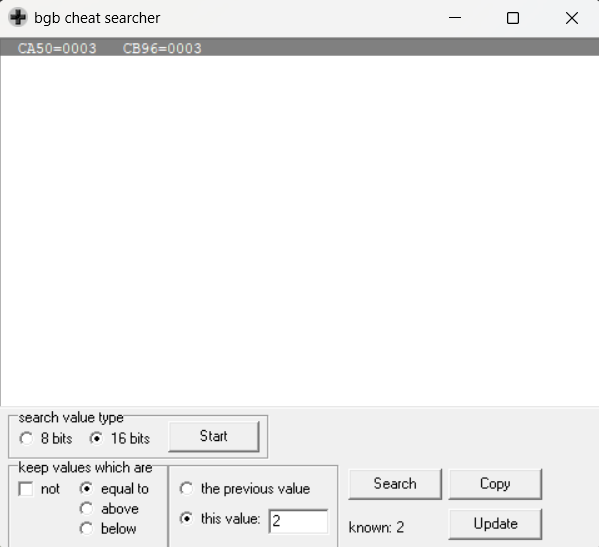 bgb cheat searcher
CA50=0003 CB96=0003
search value type
8 bits 16 bits Start
keep values which are
not equal to
above
below
the previous value
this value: 2
Search Copy
known: 2 Update